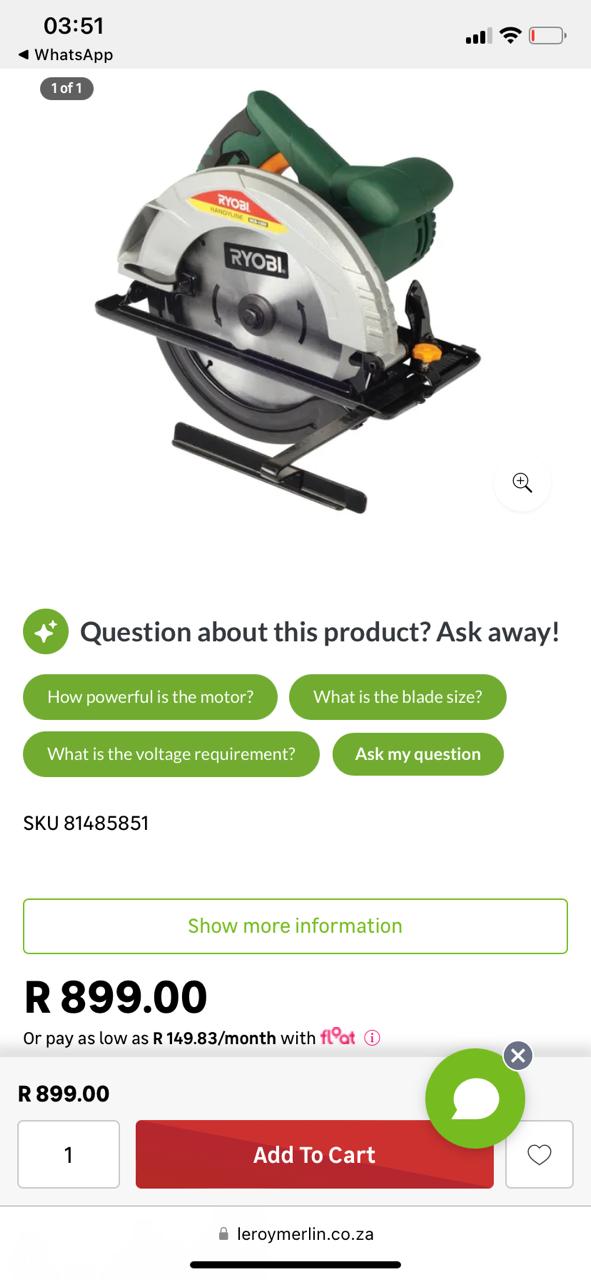 03:51
◀ WhatsApp
1 of 1
RYOBI
HANDYLINE
RYOBI
Question about this product? Ask away!
How powerful is the motor? What is the blade size?
What is the voltage requirement? Ask my question
SKU 81485851
Show more information
R 899.00
Or pay as low as R 149.83/month with float
R 899.00
1 Add To Cart
leroymerlin.co.za